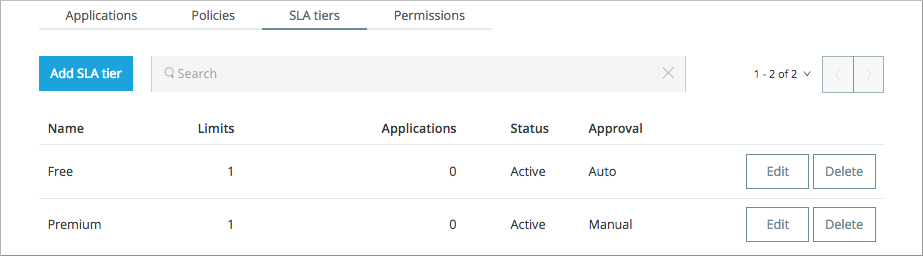 Applications Policies SLA tiers Permissions
Add SLA tier Search 1 - 2 of 2
Name Limits Applications Status Approval
Free 1 0 Active Auto Edit Delete
Premium 1 0 Active Manual Edit Delete